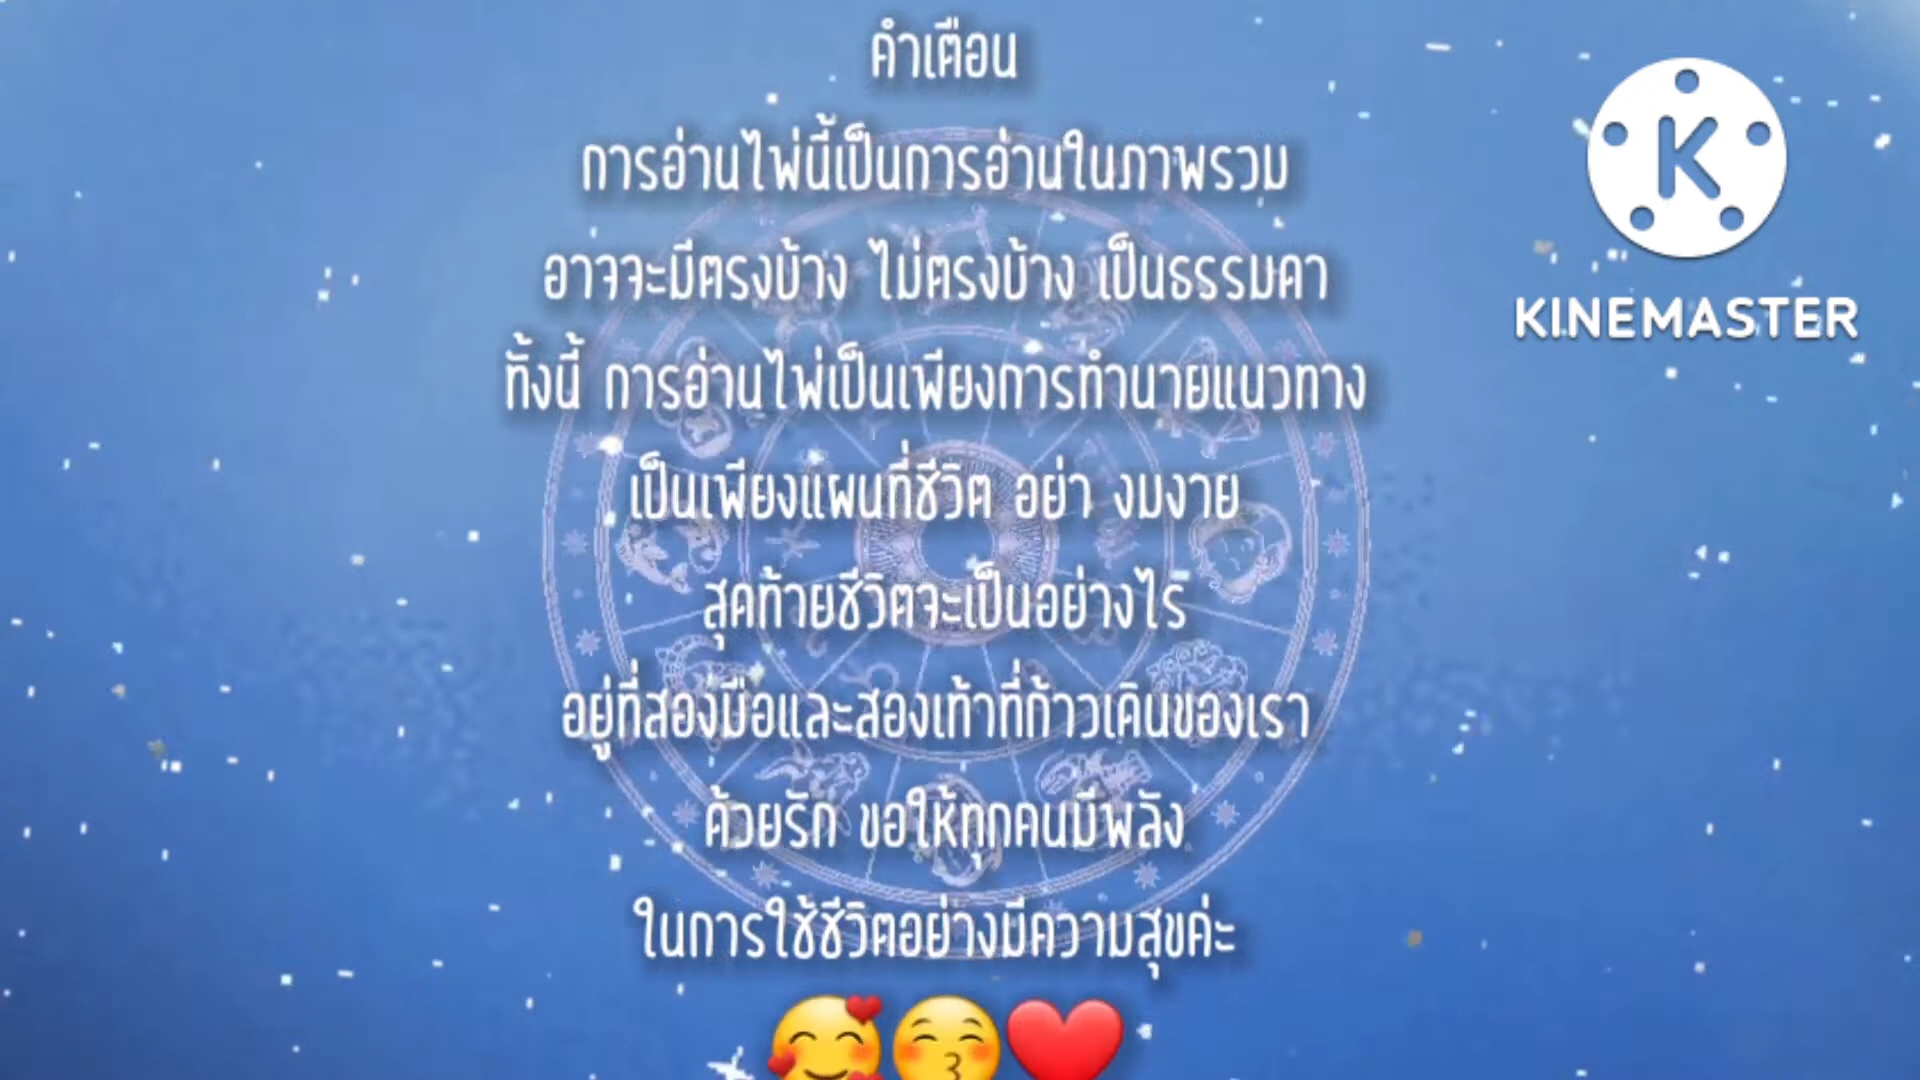 คำเตือน
การอ่านไพ่นี้เป็นการอ่านในภาพรวม
อาจจะมีตรงบ้าง ไม่ตรงบ้าง เป็นธรรมดา
ทั้งนี้ การอ่านไพ่เป็นเพียงการทำนายแนวทาง
เป็นเพียงแผนที่ชีวิต อย่า งมงาย
สุดท้ายชีวิตจะเป็นอย่างไร
อยู่ที่สองมือและสองเท้าที่ก้าวเดินของเรา
ด้วยรัก ขอให้ทุกคนมีพลัง
ในการใช้ชีวิตอย่างมีความสุขค่ะ
K
KINEMASTER